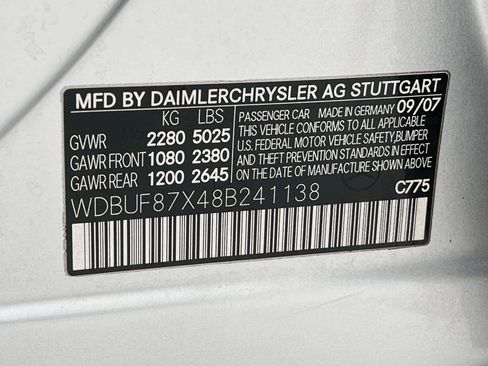 MFD BY DAIMLERCHRYSLER AG STUTTGART
KG LBS
GVWR 2280 5025
GAWR FRONT 1080 2380
GAWR REAR 1200 2645
PASSENGER CAR MADE IN GERMANY 09/07
THIS VEHICLE CONFORMS TO ALL APPLICABLE
U.S. FEDERAL MOTOR VEHICLE SAFETY, BUMPER
AND THEFT PREVENTION STANDARDS IN EFFECT
ON THE DATE OF MANUFACTURE SHOWN ABOVE.
WDBUF87X48B241138
C775